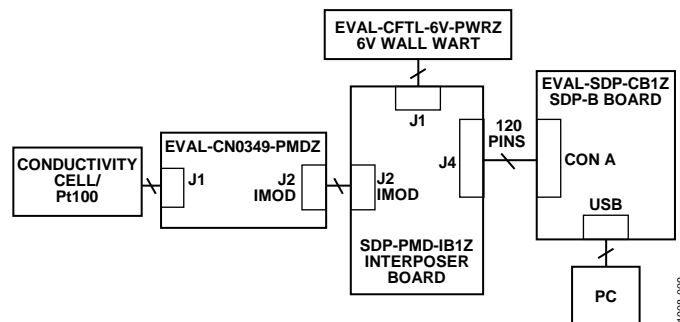 EVAL-CFTL-6V-PWRZ
6V WALL WART
EVAL-SDP-CB1Z
SDP-B BOARD
J1
120
PINS
EVAL-CN0349-PMDZ
J4
CON A
CONDUCTIVITY
CELL/
Pt100
J1
J2
IMOD
J2
IMOD
USB
SDP-PMD-IB1Z
INTERPOSER
BOARD
PC